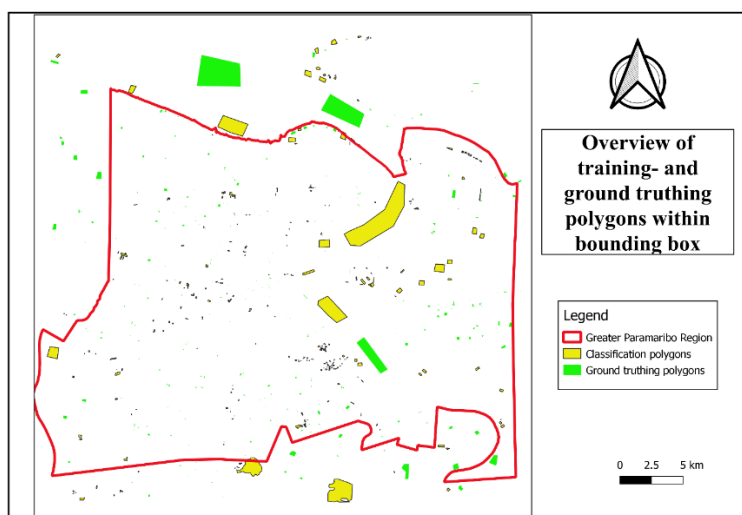 Overview of
training- and
ground truthing
polygons within
bounding box
Legend
Greater Paramaribo Region
Classification polygons
Ground truthing polygons
0 2.5 5 km